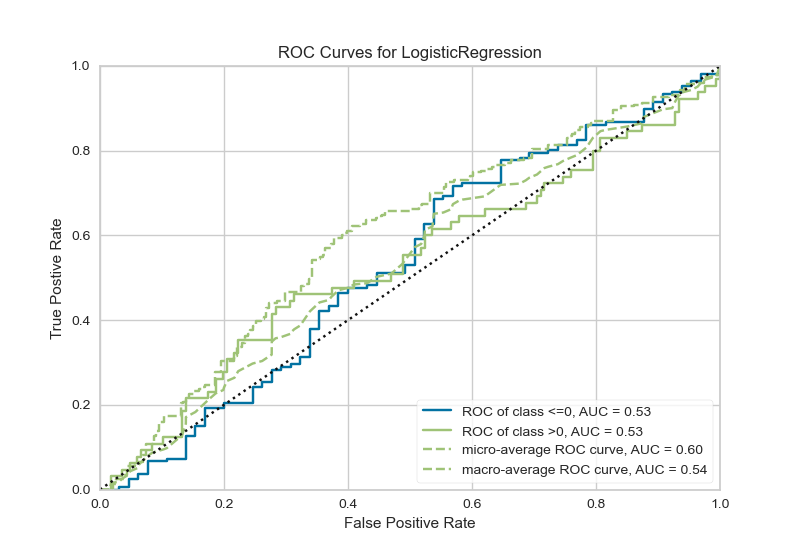 ROC Curves for LogisticRegression
True Postive Rate
1.0
0.8
0.6
0.4
0.2
0.0
0.0 0.2 0.4 0.6 0.8 1.0
False Positive Rate
ROC of class <=0, AUC = 0.53
ROC of class >0, AUC = 0.53
micro-average ROC curve, AUC = 0.60
macro-average ROC curve, AUC = 0.54